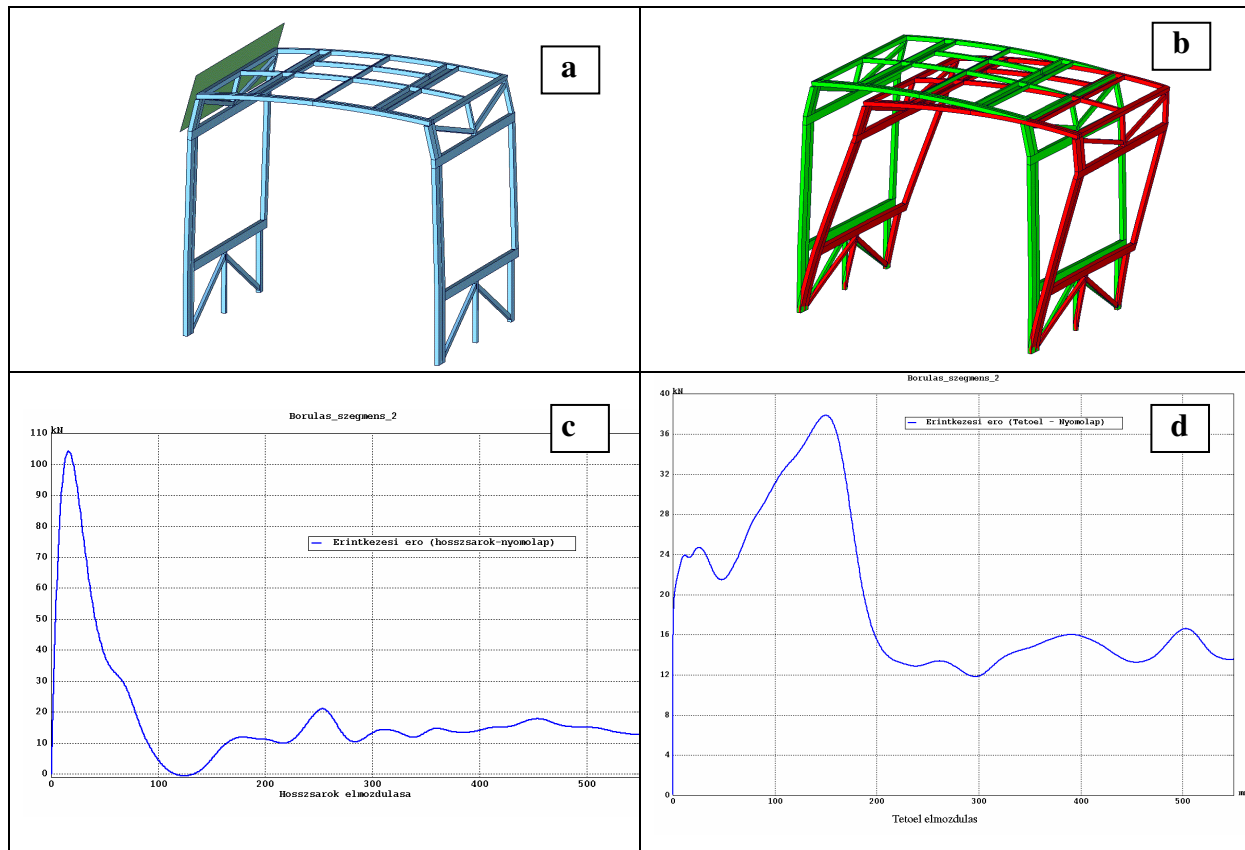 a
b
Borulas_szegmens_2
c
kN
110
100
90
80
70
60
50
40
30
20
10
0
Erintkezesi ero (hosszsarok-nyomolap)
0 100 200 300 400 500
Hosszsarok elmozdulasa
Borulas_szegmens_2
d
kN
40
36
32
28
24
20
16
12
8
4
0
Erintkezesi ero (Tetoel - Nyomolap)
0 100 200 300 400 500
Tetoel elmozdulas